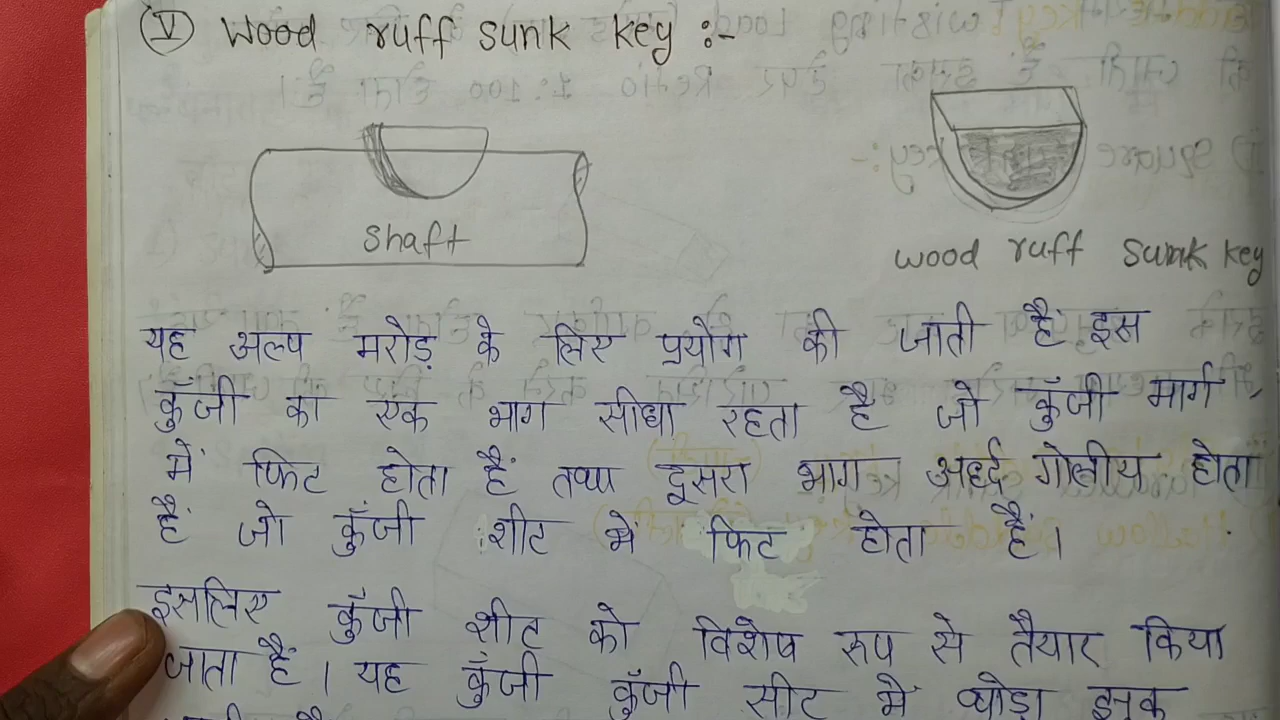 (V) Wood ruff sunk key :-
shaft
wood ruff sunk key
यह अल्प मरोड़ के लिए प्रयोग की जाती है इस
कुँजी का एक भाग सीधा रहता है जो कुँजी मार्ग
में फिट होता है तथा दूसरा भाग अर्ध्द गोलीय होता
हैं जो कुँजी शीट में फिट होता हैं।
इसलिए कुँजी शीट को विशेष रूप से तैयार किया
जाता हैं। यह कुँजी कुँजी सीट में थोड़ा झुक